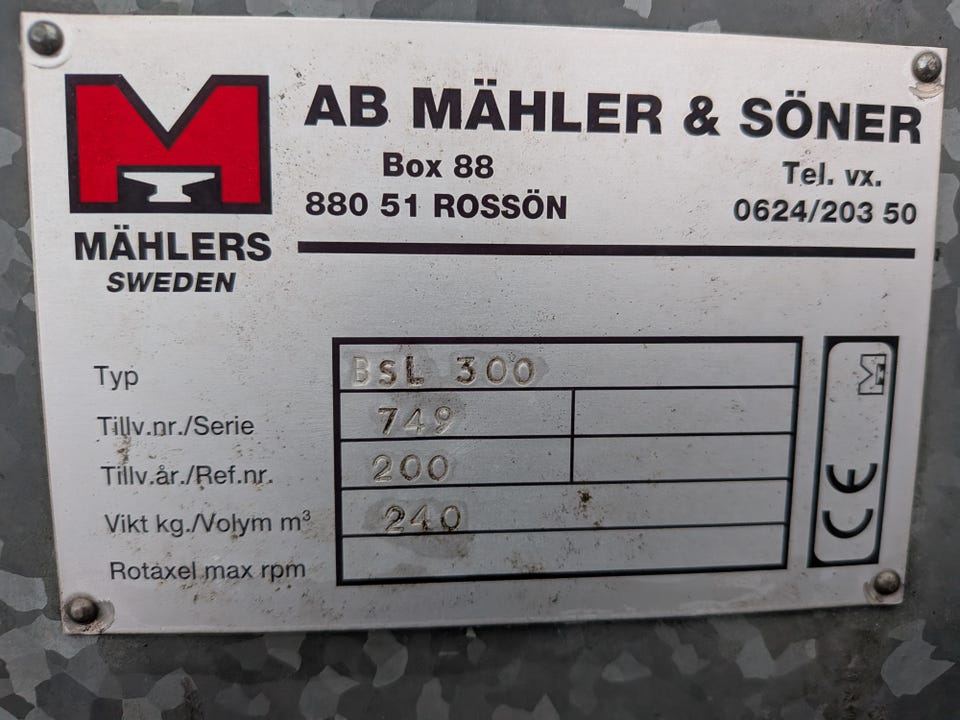 AB MÄHLER & SÖNER
Box 88
880 51 ROSSÖN
Tel. vx.
0624/203 50
MÄHLERS
SWEDEN
Typ BSL 300
Tillv.nr./Serie 749
Tillv.år./Ref.nr. 200
Vikt kg./Volym m³ 240
Rotaxel max rpm
CE